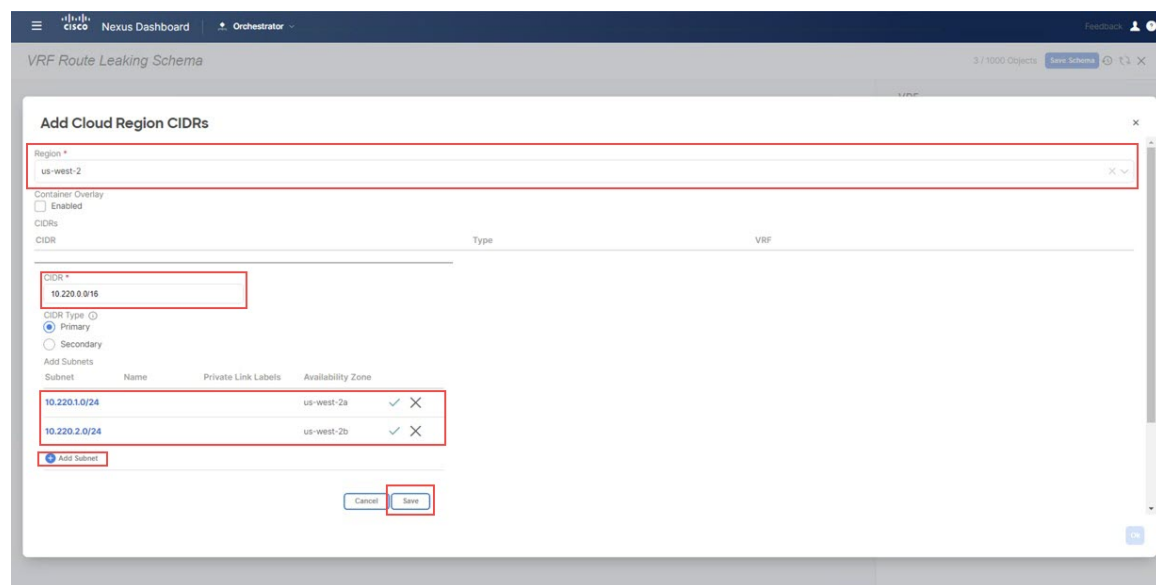 cisco Nexus Dashboard Orchestrator Feedback
VRF Route Leaking Schema 3 / 1000 Objects Save Schema
VRF
Add Cloud Region CIDRs
Region *
us-west-2
Container Overlay
Enabled
CIDRs
CIDR Type VRF
CIDR *
10.220.0.0/16
CIDR Type
Primary
Secondary
Add Subnets
Subnet Name Private Link Labels Availability Zone
10.220.1.0/24 us-west-2a
10.220.2.0/24 us-west-2b
Add Subnet
Cancel Save
Ok